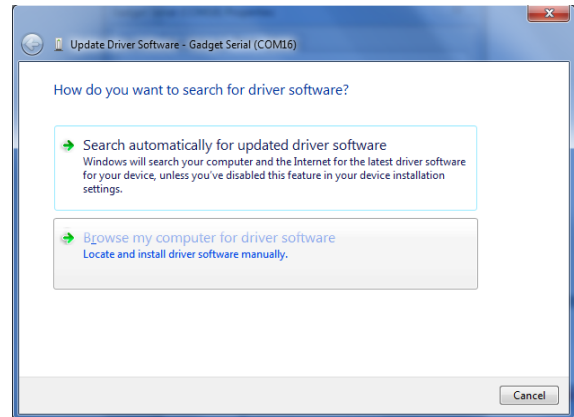 Update Driver Software - Gadget Serial (COM16)
How do you want to search for driver software?
Search automatically for updated driver software
Windows will search your computer and the Internet for the latest driver software
for your device, unless you've disabled this feature in your device installation
settings.
Browse my computer for driver software
Locate and install driver software manually.
Cancel